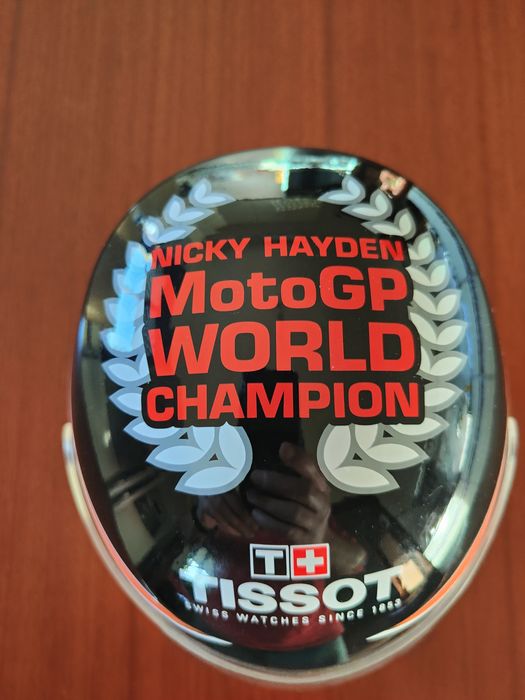 NICKY HAYDEN
MotoGP
WORLD
CHAMPION
T+
TISSOT
SWISS WATCHES SINCE 1853